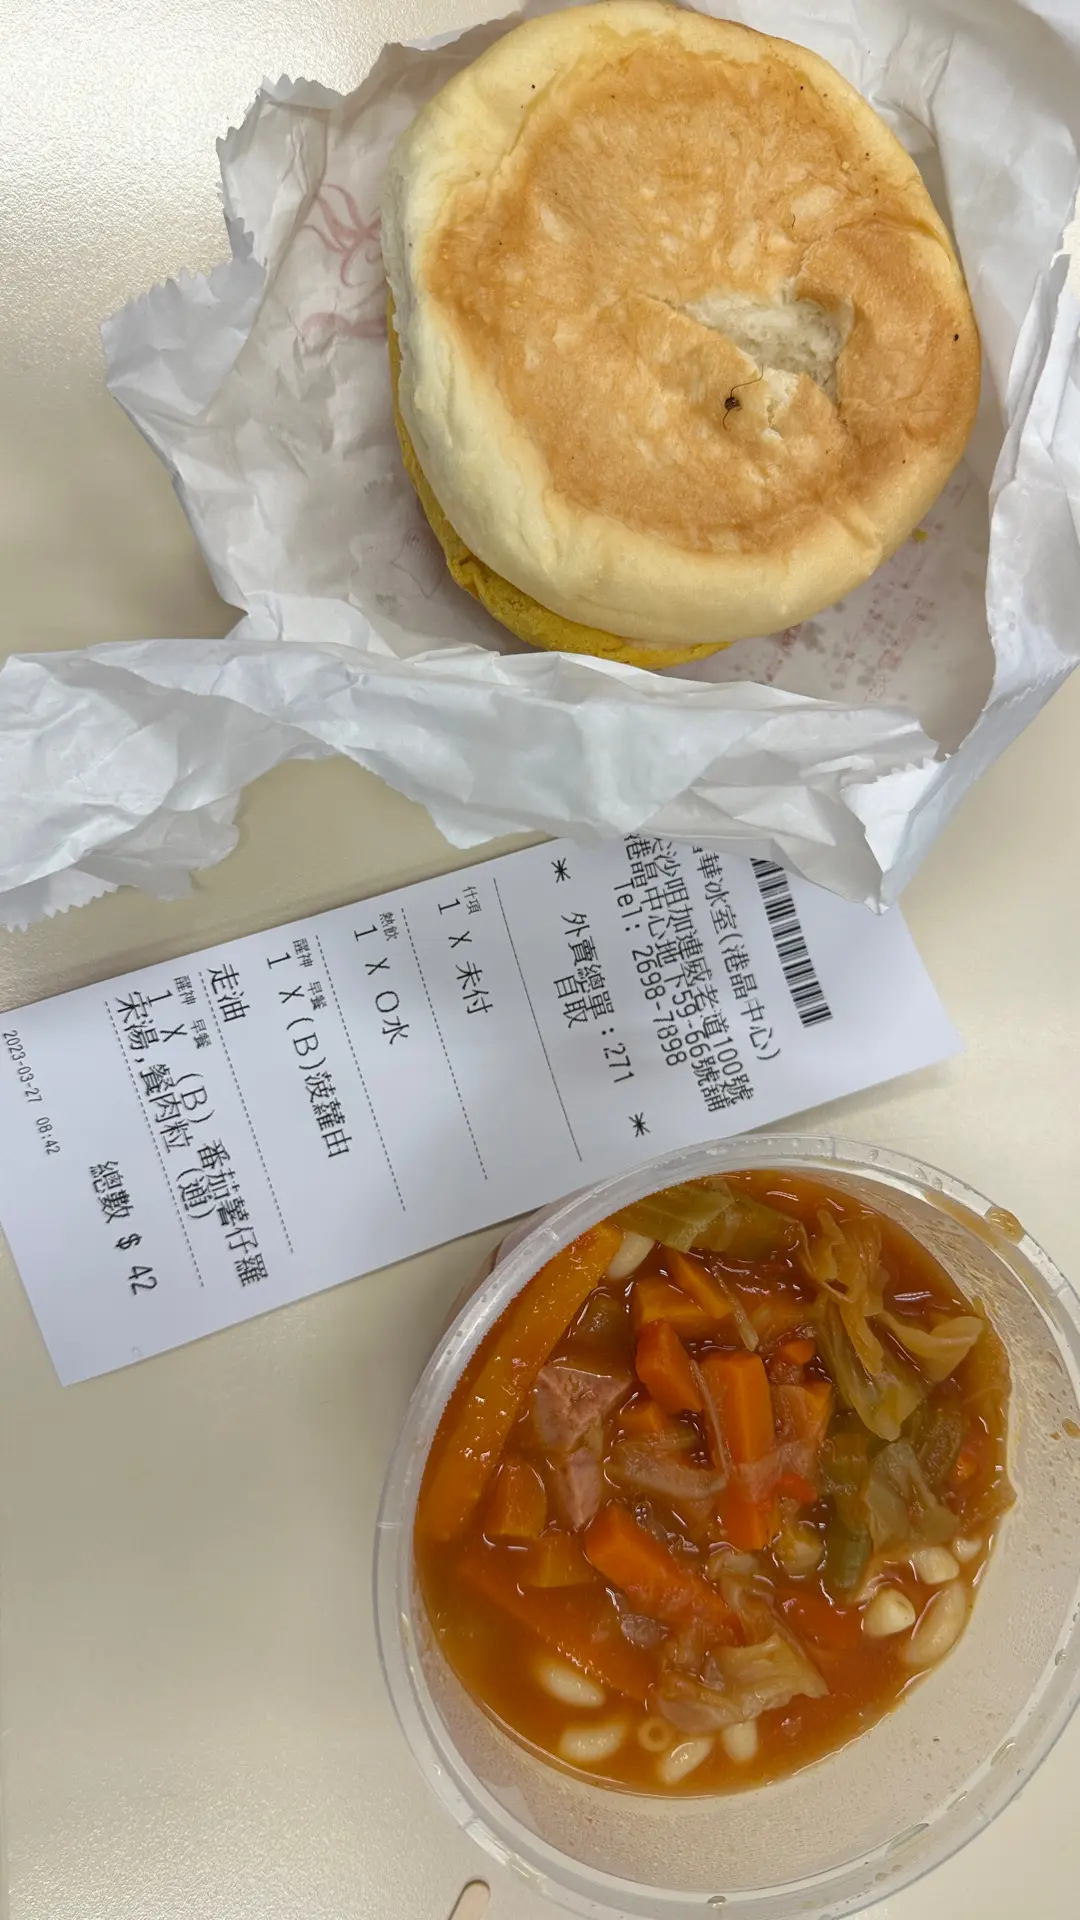 華冰室(港晶中心)
尖沙咀加連威老道100號
港晶中心地下59-66號舖
Tel: 2698-7898
* 外賣總單:271 *
自取
什項
1 X 未付
熱飲
1 X O水
醒神 早餐
1 X (B)菠蘿由
走油
醒神 早餐
1 X (B) 番茄薯仔羅
宋湯,餐肉粒 (通)
總數 $ 42
2023-03-27 08:42